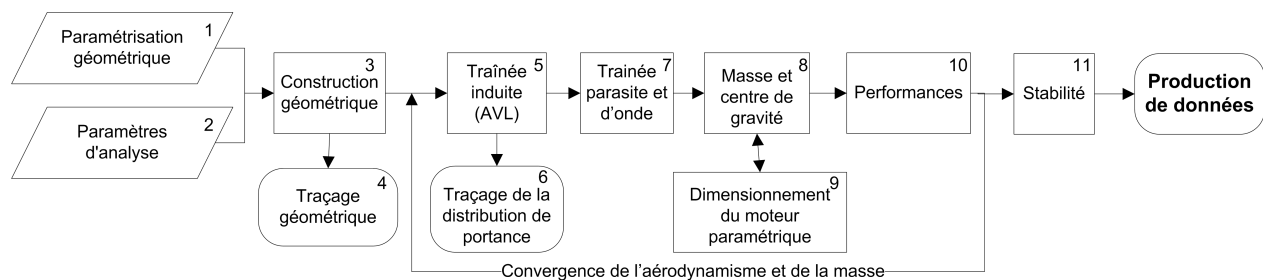 Paramétrisation
géométrique
1
Paramètres
d'analyse
2
Construction
géométrique
3
Traçage
géométrique
4
Traînée
induite
(AVL)
5
Traçage de la
distribution de
portance
6
Trainée
parasite et
d'onde
7
Masse et
centre de
gravité
8
Dimensionnement
du moteur
paramétrique
9
Performances
10
Stabilité
11
Production
de données
Convergence de l'aérodynamisme et de la masse